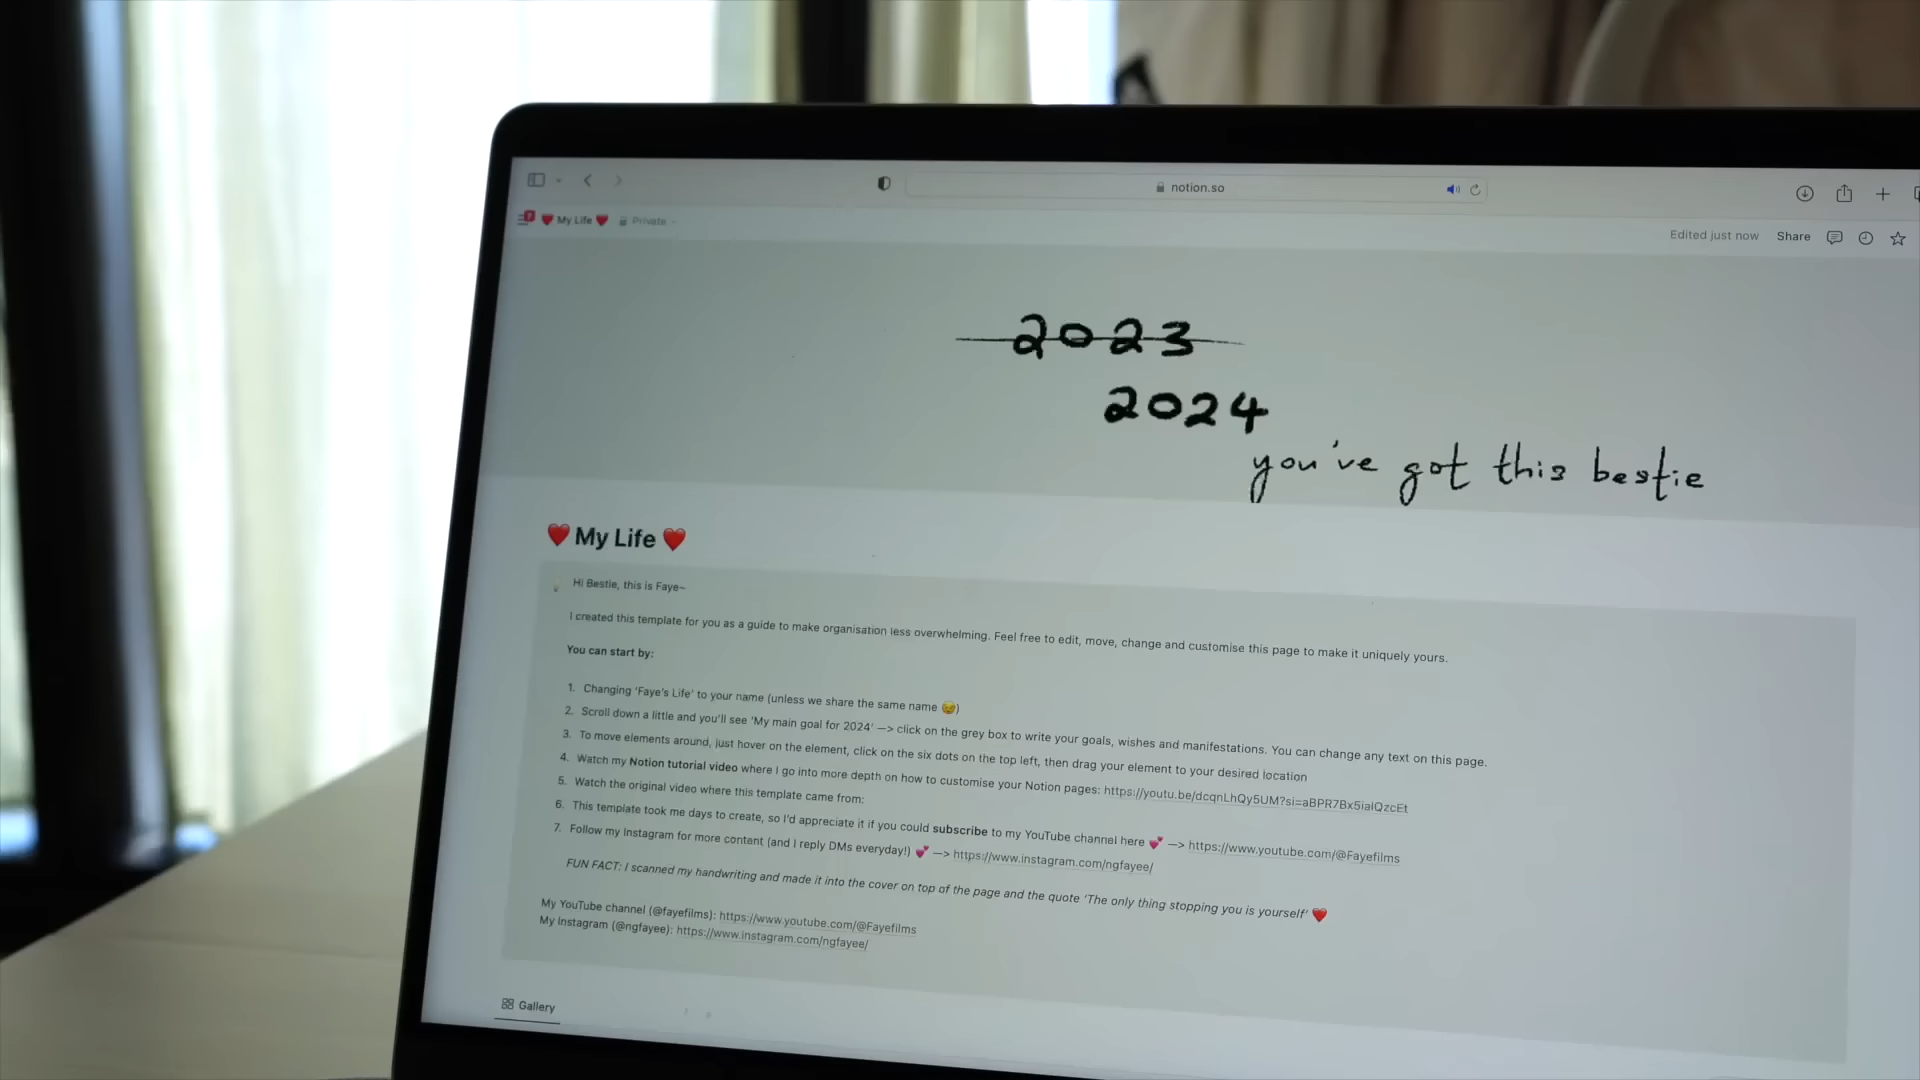 notion.so
❤️ My Life ❤️ Private
Edited just now Share
2023
2024
you've got this bestie
❤️ My Life ❤️
Hi Bestie, this is Faye~
I created this template for you as a guide to make organisation less overwhelming. Feel free to edit, move, change and customise this page to make it uniquely yours.
You can start by:
1. Changing 'Faye's Life' to your name (unless we share the same name 😉)
2. Scroll down a little and you'll see 'My main goal for 2024' —> click on the grey box to write your goals, wishes and manifestations. You can change any text on this page.
3. To move elements around, just hover on the element, click on the six dots on the top left, then drag your element to your desired location
4. Watch my Notion tutorial video where I go into more depth on how to customise your Notion pages: https://youtu.be/dcqnLhQy5UM?si=aBPR7Bx5ialQzcEt
5. Watch the original video where this template came from:
6. This template took me days to create, so I'd appreciate it if you could subscribe to my YouTube channel here 💕 —> https://www.youtube.com/@Fayefilms
7. Follow my Instagram for more content (and I reply DMs everyday!) 💕 —> https://www.instagram.com/ngfayee/
FUN FACT: I scanned my handwriting and made it into the cover on top of the page and the quote 'The only thing stopping you is yourself' ❤️
My YouTube channel (@fayefilms): https://www.youtube.com/@Fayefilms
My Instagram (@ngfayee): https://www.instagram.com/ngfayee/
Gallery